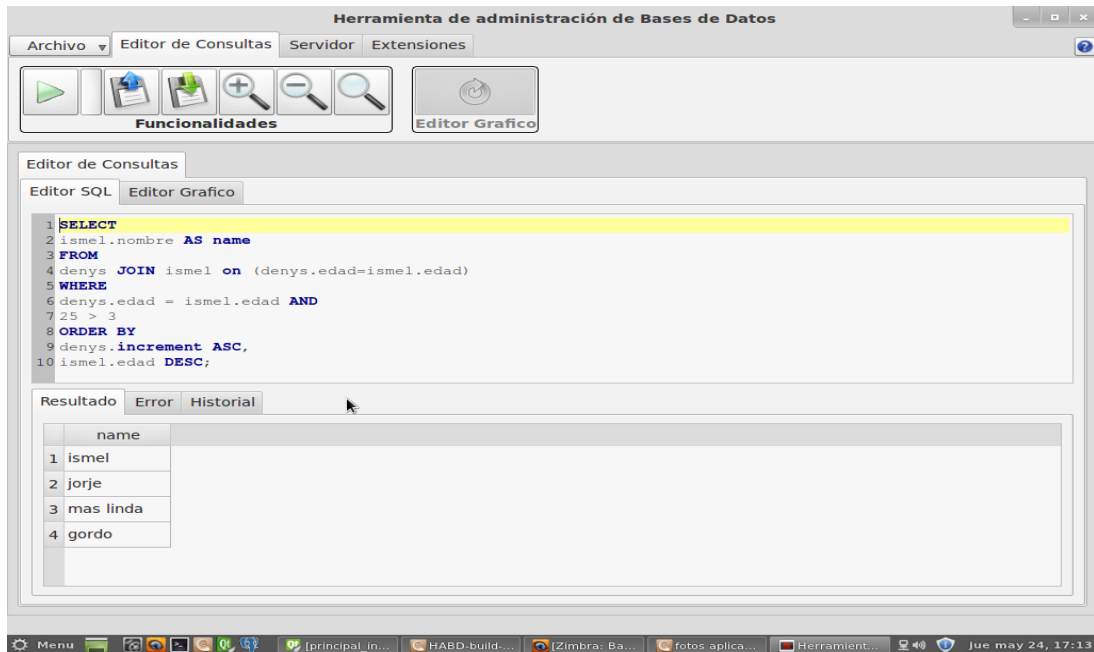 Herramienta de administración de Bases de Datos
Archivo Editor de Consultas Servidor Extensiones
Funcionalidades Editor Grafico
Editor de Consultas
Editor SQL Editor Grafico
1 SELECT
2 ismel.nombre AS name
3 FROM
4 denys JOIN ismel on (denys.edad=ismel.edad)
5 WHERE
6 denys.edad = ismel.edad AND
7 25 > 3
8 ORDER BY
9 denys.increment ASC,
10 ismel.edad DESC;
Resultado Error Historial
name
1 ismel
2 jorje
3 mas linda
4 gordo
Menu [principal_in... HABD-build-... [Zimbra: Ba... fotos aplica... Herramient... Jue may 24, 17:13